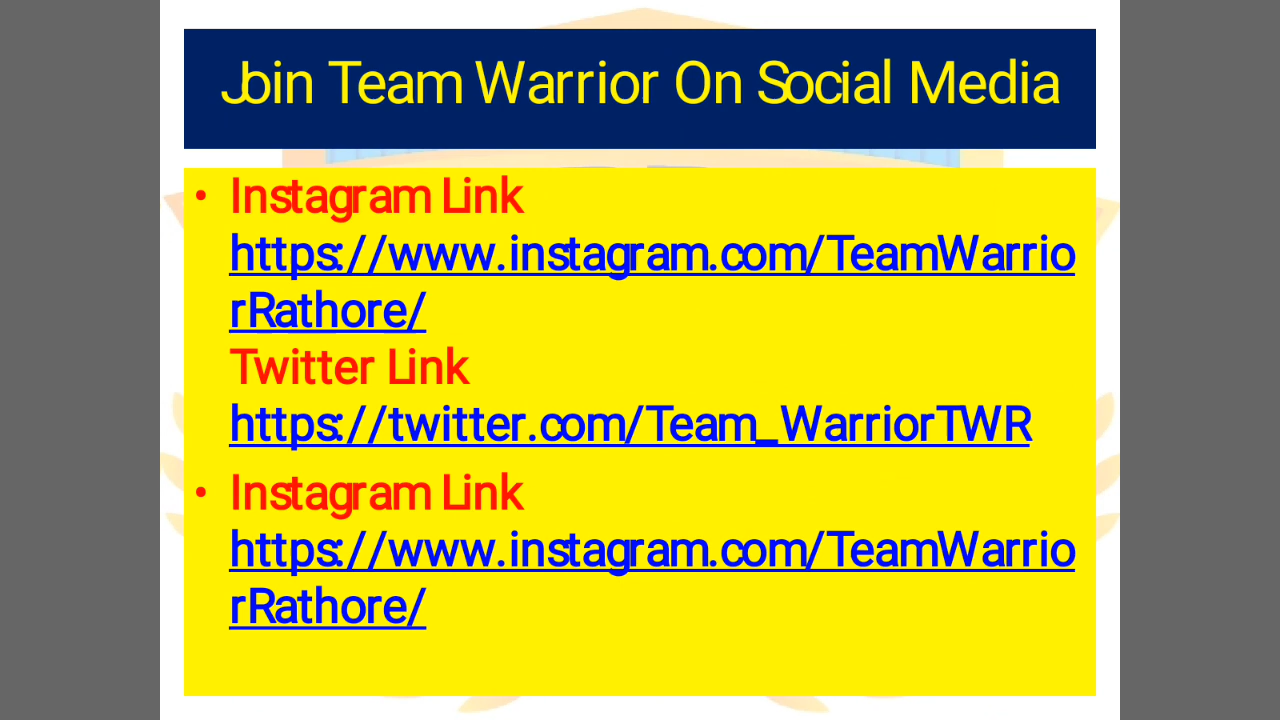 Join Team Warrior On Social Media
• Instagram Link
https://www.instagram.com/TeamWarrio
rRathore/
Twitter Link
https://twitter.com/Team_WarriorTWR
• Instagram Link
https://www.instagram.com/TeamWarrio
rRathore/